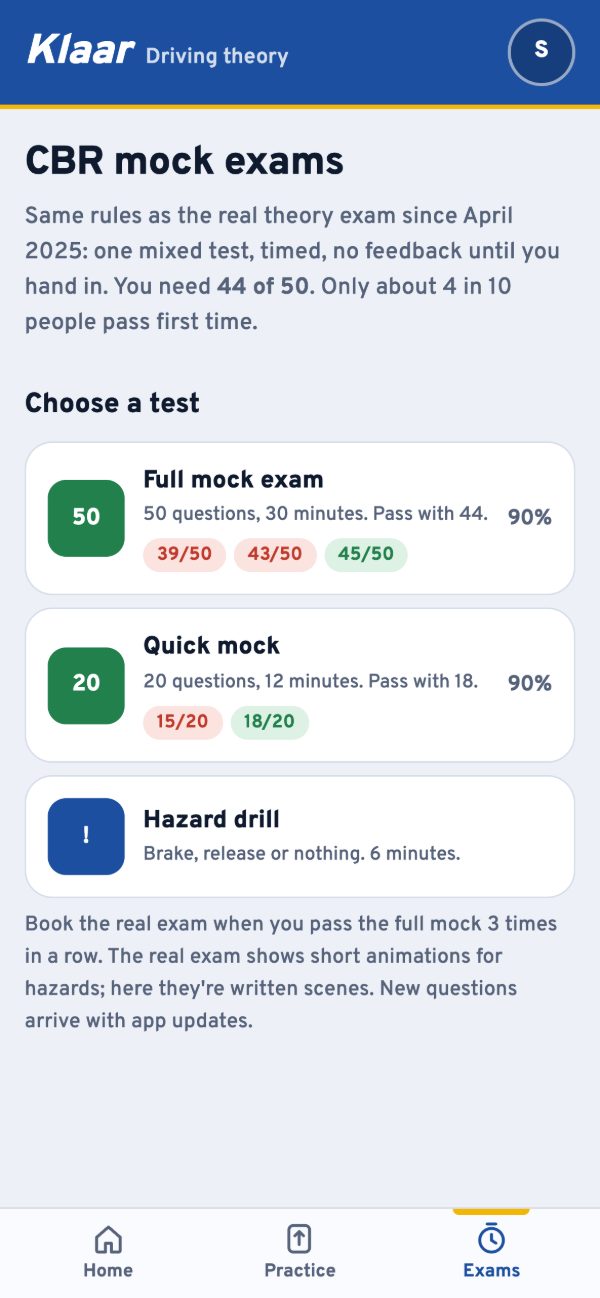 Klaar Driving theory
S
CBR mock exams
Same rules as the real theory exam since April
2025: one mixed test, timed, no feedback until you
hand in. You need 44 of 50. Only about 4 in 10
people pass first time.
Choose a test
50
Full mock exam
50 questions, 30 minutes. Pass with 44.
90%
39/50 43/50 45/50
20
Quick mock
20 questions, 12 minutes. Pass with 18.
90%
15/20 18/20
!
Hazard drill
Brake, release or nothing. 6 minutes.
Book the real exam when you pass the full mock 3 times
in a row. The real exam shows short animations for
hazards; here they're written scenes. New questions
arrive with app updates.
Home Practice Exams